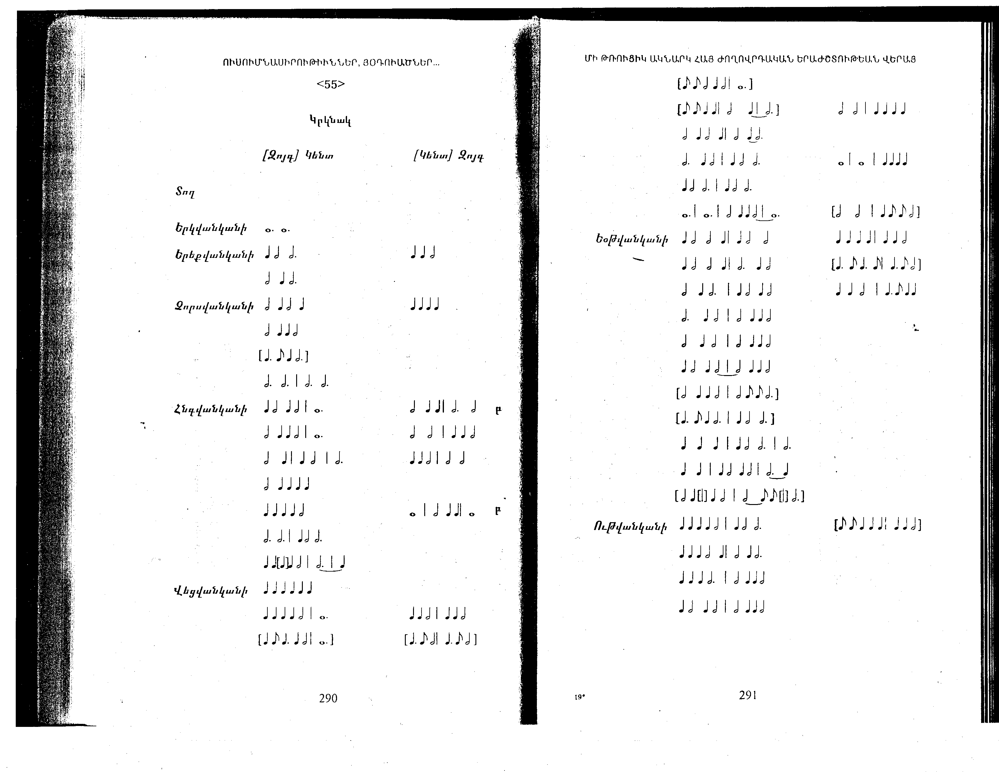 ՈՒՍՈՒՄՆԱՍԻՐՈՒԹԻՒՆՆԵՐ, ՅՕԴՈՒԱԾՆԵՐ...
<55>
Կրկնակ
[Զոյգ] Կենտ [Կենտ] Զոյգ
Տող
Երկվանկանի
Երեքվանկանի
Չորսվանկանի
Հնգվանկանի բ
բ
Վեցվանկանի
290
ՄԻ ԹՌՈՒՑԻԿ ԱԿՆԱՐԿ ՀԱՅ ԺՈՂՈՎՐԴԱԿԱՆ ԵՐԱԺՇՏՈՒԹԵԱՆ ՎԵՐԱՅ
Եօթվանկանի
Ութվանկանի
19*
291